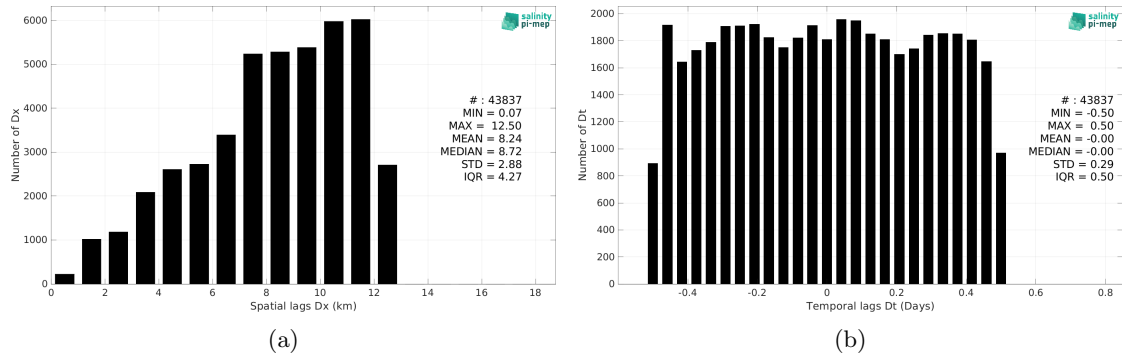 6000
5000
4000
3000
2000
1000
0
Number of Dx
salinity
pi-mep
# : 43837
MIN = 0.07
MAX = 12.50
MEAN = 8.24
MEDIAN = 8.72
STD = 2.88
IQR = 4.27
0 2 4 6 8 10 12 14 16 18
Spatial lags Dx (km)
(a)
2000
1800
1600
1400
1200
1000
800
600
400
200
0
Number of Dt
salinity
pi-mep
# : 43837
MIN = -0.50
MAX = 0.50
MEAN = -0.00
MEDIAN = -0.00
STD = 0.29
IQR = 0.50
-0.4 -0.2 0 0.2 0.4 0.6 0.8
Temporal lags Dt (Days)
(b)